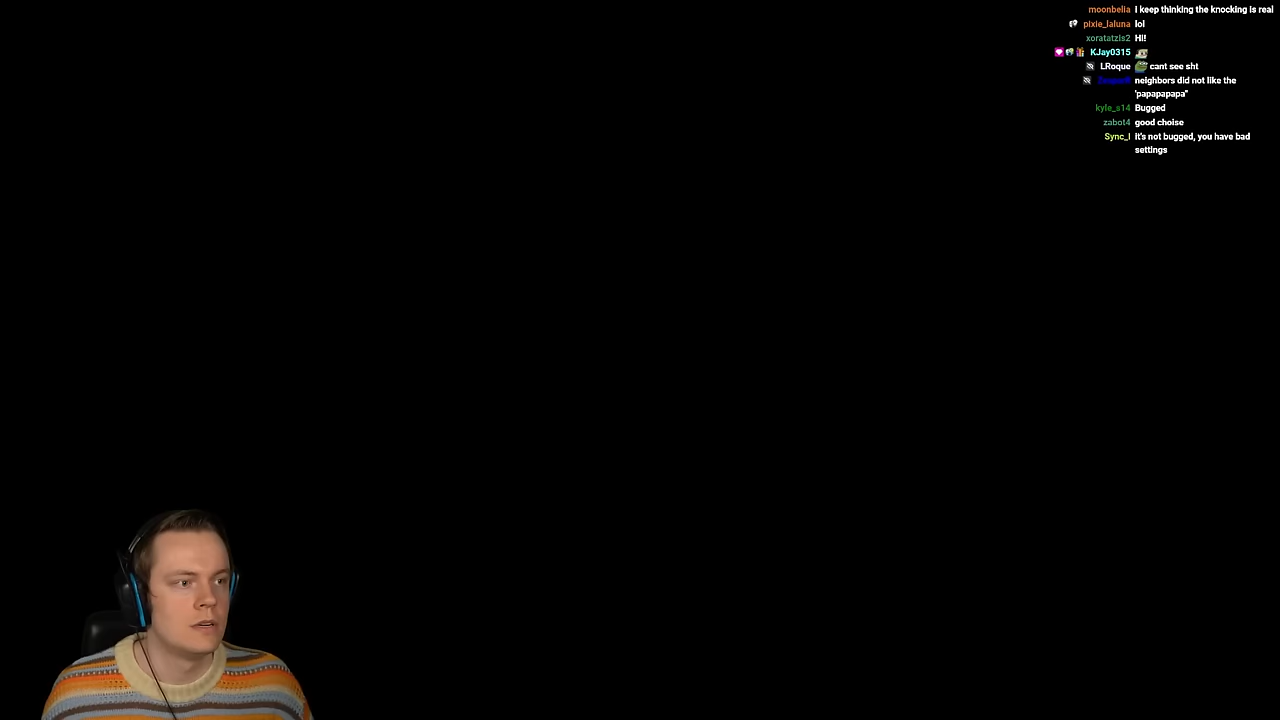 moonbelia I keep thinking the knocking is real
pixie_laluna lol
xoratatzis2 Hi!
KJay0315
LRoque cant see sht
neighbors did not like the
'papapapapa"
kyle_s14 Bugged
zabot4 good choise
Sync_I It's not bugged, you have bad
settings